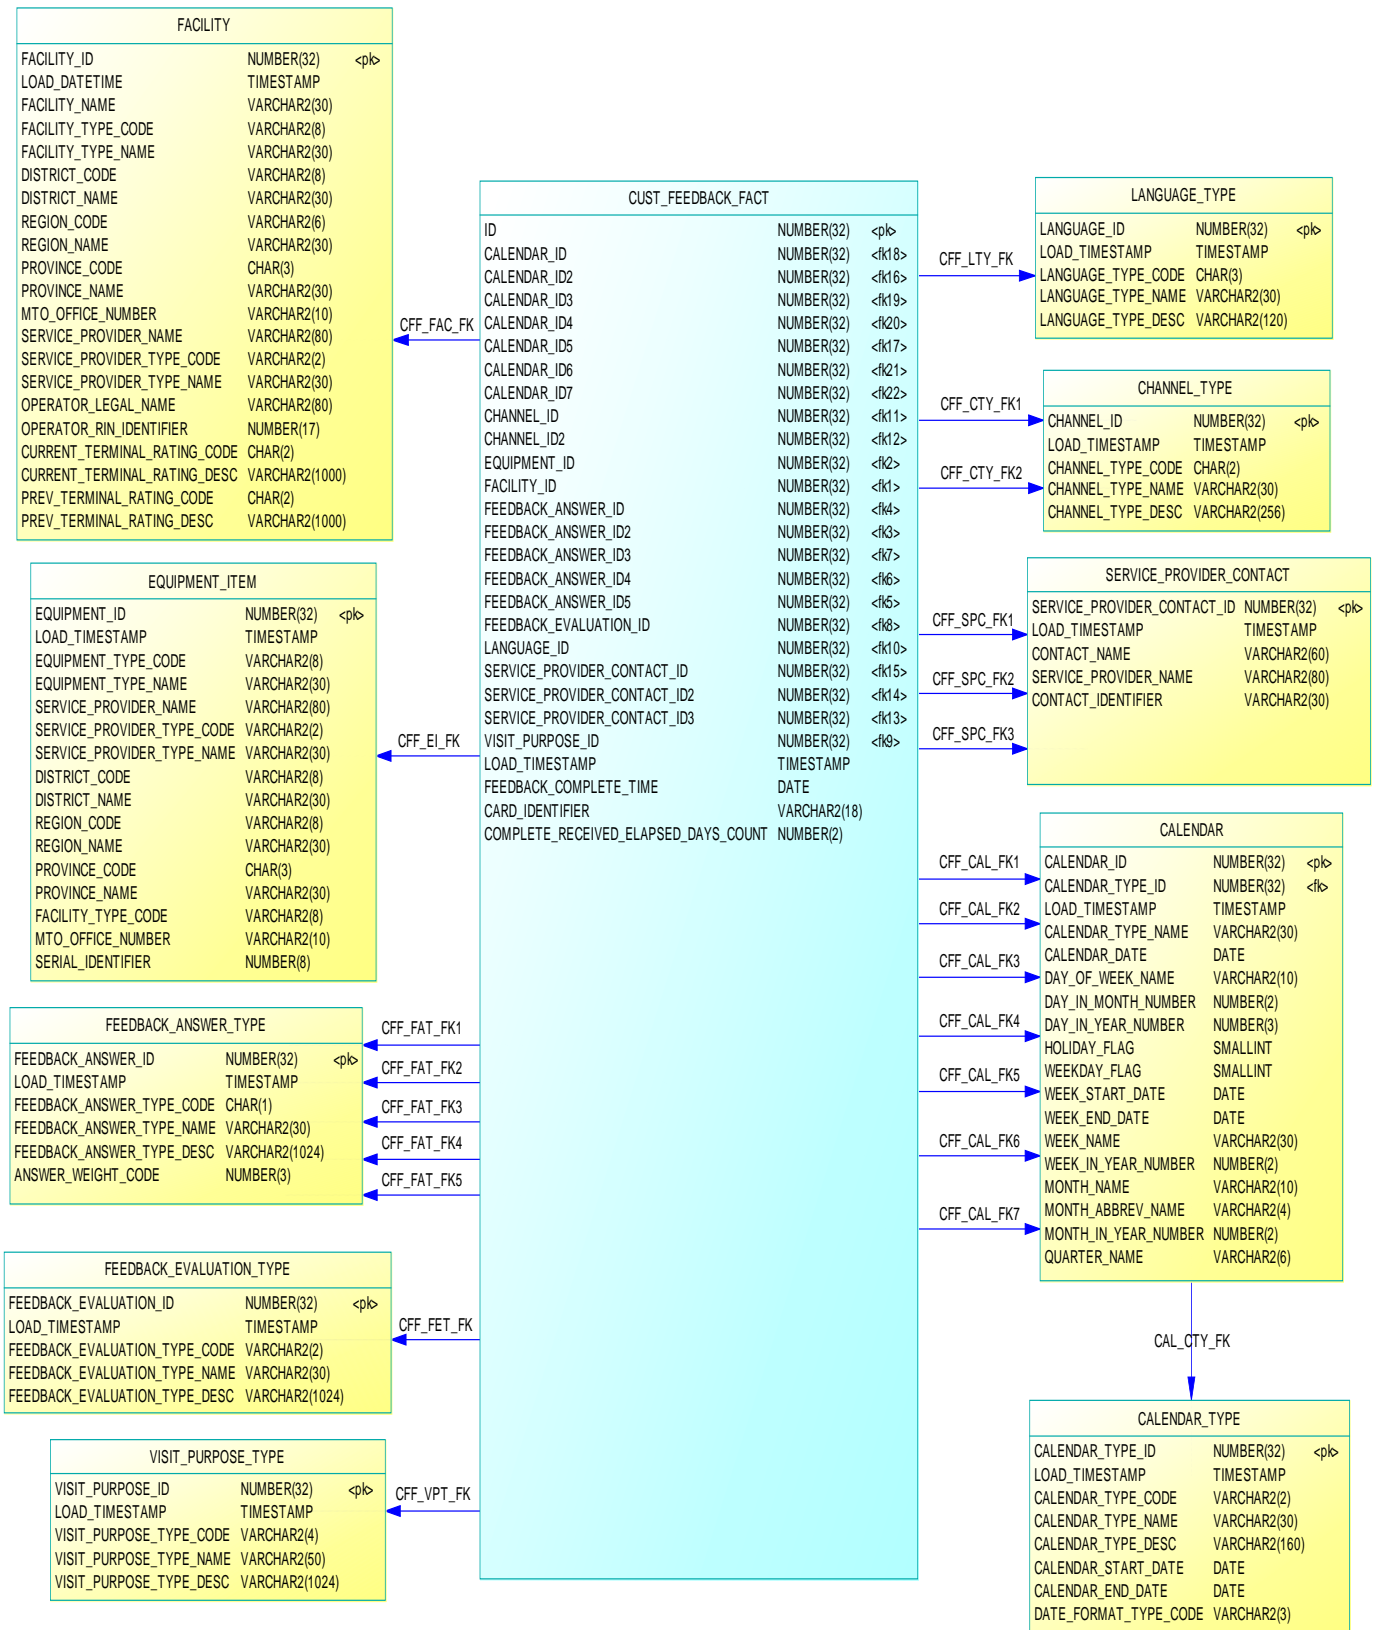 FACILITY
FACILITY_ID NUMBER(32) <pk>
LOAD_DATETIME TIMESTAMP
FACILITY_NAME VARCHAR2(30)
FACILITY_TYPE_CODE VARCHAR2(8)
FACILITY_TYPE_NAME VARCHAR2(30)
DISTRICT_CODE VARCHAR2(8)
DISTRICT_NAME VARCHAR2(30)
REGION_CODE VARCHAR2(6)
REGION_NAME VARCHAR2(30)
PROVINCE_CODE CHAR(3)
PROVINCE_NAME VARCHAR2(30)
MTO_OFFICE_NUMBER VARCHAR2(10)
SERVICE_PROVIDER_NAME VARCHAR2(80)
SERVICE_PROVIDER_TYPE_CODE VARCHAR2(2)
SERVICE_PROVIDER_TYPE_NAME VARCHAR2(30)
OPERATOR_LEGAL_NAME VARCHAR2(80)
OPERATOR_RIN_IDENTIFIER NUMBER(17)
CURRENT_TERMINAL_RATING_CODE CHAR(2)
CURRENT_TERMINAL_RATING_DESC VARCHAR2(1000)
PREV_TERMINAL_RATING_CODE CHAR(2)
PREV_TERMINAL_RATING_DESC VARCHAR2(1000)
EQUIPMENT_ITEM
EQUIPMENT_ID NUMBER(32) <pk>
LOAD_TIMESTAMP TIMESTAMP
EQUIPMENT_TYPE_CODE VARCHAR2(8)
EQUIPMENT_TYPE_NAME VARCHAR2(30)
SERVICE_PROVIDER_NAME VARCHAR2(80)
SERVICE_PROVIDER_TYPE_CODE VARCHAR2(2)
SERVICE_PROVIDER_TYPE_NAME VARCHAR2(30)
DISTRICT_CODE VARCHAR2(8)
DISTRICT_NAME VARCHAR2(30)
REGION_CODE VARCHAR2(8)
REGION_NAME VARCHAR2(30)
PROVINCE_CODE CHAR(3)
PROVINCE_NAME VARCHAR2(30)
FACILITY_TYPE_CODE VARCHAR2(8)
MTO_OFFICE_NUMBER VARCHAR2(10)
SERIAL_IDENTIFIER NUMBER(8)
FEEDBACK_ANSWER_TYPE
FEEDBACK_ANSWER_ID NUMBER(32) <pk>
LOAD_TIMESTAMP TIMESTAMP
FEEDBACK_ANSWER_TYPE_CODE CHAR(1)
FEEDBACK_ANSWER_TYPE_NAME VARCHAR2(30)
FEEDBACK_ANSWER_TYPE_DESC VARCHAR2(1024)
ANSWER_WEIGHT_CODE NUMBER(3)
FEEDBACK_EVALUATION_TYPE
FEEDBACK_EVALUATION_ID NUMBER(32) <pk>
LOAD_TIMESTAMP TIMESTAMP
FEEDBACK_EVALUATION_TYPE_CODE VARCHAR2(2)
FEEDBACK_EVALUATION_TYPE_NAME VARCHAR2(30)
FEEDBACK_EVALUATION_TYPE_DESC VARCHAR2(1024)
VISIT_PURPOSE_TYPE
VISIT_PURPOSE_ID NUMBER(32) <pk>
LOAD_TIMESTAMP TIMESTAMP
VISIT_PURPOSE_TYPE_CODE VARCHAR2(4)
VISIT_PURPOSE_TYPE_NAME VARCHAR2(50)
VISIT_PURPOSE_TYPE_DESC VARCHAR2(1024)
CFF_FAC_FK
CFF_EI_FK
CFF_FAT_FK1
CFF_FAT_FK2
CFF_FAT_FK3
CFF_FAT_FK4
CFF_FAT_FK5
CFF_FET_FK
CFF_VPT_FK
CUST_FEEDBACK_FACT
ID NUMBER(32) <pk>
CALENDAR_ID NUMBER(32) <fk18>
CALENDAR_ID2 NUMBER(32) <fk16>
CALENDAR_ID3 NUMBER(32) <fk19>
CALENDAR_ID4 NUMBER(32) <fk20>
CALENDAR_ID5 NUMBER(32) <fk17>
CALENDAR_ID6 NUMBER(32) <fk21>
CALENDAR_ID7 NUMBER(32) <fk22>
CHANNEL_ID NUMBER(32) <fk11>
CHANNEL_ID2 NUMBER(32) <fk12>
EQUIPMENT_ID NUMBER(32) <fk2>
FACILITY_ID NUMBER(32) <fk1>
FEEDBACK_ANSWER_ID NUMBER(32) <fk4>
FEEDBACK_ANSWER_ID2 NUMBER(32) <fk3>
FEEDBACK_ANSWER_ID3 NUMBER(32) <fk7>
FEEDBACK_ANSWER_ID4 NUMBER(32) <fk6>
FEEDBACK_ANSWER_ID5 NUMBER(32) <fk5>
FEEDBACK_EVALUATION_ID NUMBER(32) <fk8>
LANGUAGE_ID NUMBER(32) <fk10>
SERVICE_PROVIDER_CONTACT_ID NUMBER(32) <fk15>
SERVICE_PROVIDER_CONTACT_ID2 NUMBER(32) <fk14>
SERVICE_PROVIDER_CONTACT_ID3 NUMBER(32) <fk13>
VISIT_PURPOSE_ID NUMBER(32) <fk9>
LOAD_TIMESTAMP TIMESTAMP
FEEDBACK_COMPLETE_TIME DATE
CARD_IDENTIFIER VARCHAR2(18)
COMPLETE_RECEIVED_ELAPSED_DAYS_COUNT NUMBER(2)
CFF_LTY_FK
CFF_CTY_FK1
CFF_CTY_FK2
CFF_SPC_FK1
CFF_SPC_FK2
CFF_SPC_FK3
CFF_CAL_FK1
CFF_CAL_FK2
CFF_CAL_FK3
CFF_CAL_FK4
CFF_CAL_FK5
CFF_CAL_FK6
CFF_CAL_FK7
LANGUAGE_TYPE
LANGUAGE_ID NUMBER(32) <pk>
LOAD_TIMESTAMP TIMESTAMP
LANGUAGE_TYPE_CODE CHAR(3)
LANGUAGE_TYPE_NAME VARCHAR2(30)
LANGUAGE_TYPE_DESC VARCHAR2(120)
CHANNEL_TYPE
CHANNEL_ID NUMBER(32) <pk>
LOAD_TIMESTAMP TIMESTAMP
CHANNEL_TYPE_CODE CHAR(2)
CHANNEL_TYPE_NAME VARCHAR2(30)
CHANNEL_TYPE_DESC VARCHAR2(256)
SERVICE_PROVIDER_CONTACT
SERVICE_PROVIDER_CONTACT_ID NUMBER(32) <pk>
LOAD_TIMESTAMP TIMESTAMP
CONTACT_NAME VARCHAR2(60)
SERVICE_PROVIDER_NAME VARCHAR2(80)
CONTACT_IDENTIFIER VARCHAR2(30)
CALENDAR
CALENDAR_ID NUMBER(32) <pk>
CALENDAR_TYPE_ID NUMBER(32) <fk>
LOAD_TIMESTAMP TIMESTAMP
CALENDAR_TYPE_NAME VARCHAR2(30)
CALENDAR_DATE DATE
DAY_OF_WEEK_NAME VARCHAR2(10)
DAY_IN_MONTH_NUMBER NUMBER(2)
DAY_IN_YEAR_NUMBER NUMBER(3)
HOLIDAY_FLAG SMALLINT
WEEKDAY_FLAG SMALLINT
WEEK_START_DATE DATE
WEEK_END_DATE DATE
WEEK_NAME VARCHAR2(30)
WEEK_IN_YEAR_NUMBER NUMBER(2)
MONTH_NAME VARCHAR2(10)
MONTH_ABBREV_NAME VARCHAR2(4)
MONTH_IN_YEAR_NUMBER NUMBER(2)
QUARTER_NAME VARCHAR2(6)
CAL_CTY_FK
CALENDAR_TYPE
CALENDAR_TYPE_ID NUMBER(32) <pk>
LOAD_TIMESTAMP TIMESTAMP
CALENDAR_TYPE_CODE VARCHAR2(2)
CALENDAR_TYPE_NAME VARCHAR2(30)
CALENDAR_TYPE_DESC VARCHAR2(160)
CALENDAR_START_DATE DATE
CALENDAR_END_DATE DATE
DATE_FORMAT_TYPE_CODE VARCHAR2(3)